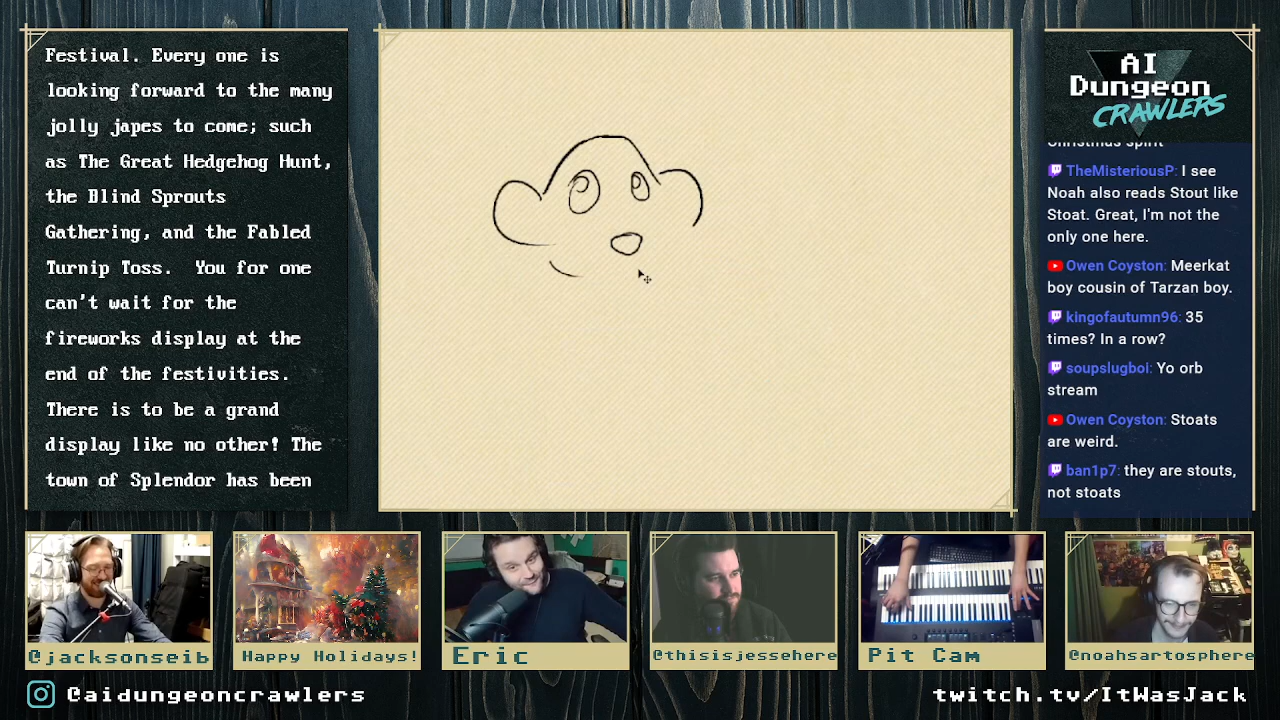 Festival. Every one is
looking forward to the many
jolly japes to come; such
as The Great Hedgehog Hunt,
the Blind Sprouts
Gathering, and the Fabled
Turnip Toss. You for one
can't wait for the
fireworks display at the
end of the festivities.
There is to be a grand
display like no other! The
town of Splendor has been
AI
Dungeon
CRAWLERS
Christmas spirit
TheMisteriousP: I see
Noah also reads Stout like
Stoat. Great, I'm not the
only one here.
Owen Coyston: Meerkat
boy cousin of Tarzan boy.
kingofautumn96: 35
times? In a row?
soupslugboi: Yo orb
stream
Owen Coyston: Stoats
are weird.
ban1p7: they are stouts,
not stoats
@jacksonseib
Happy Holidays!
Eric
@thisisjessehere
Pit Cam
@noahsartosphere
@aidungeoncrawlers
twitch.tv/ItWasJack